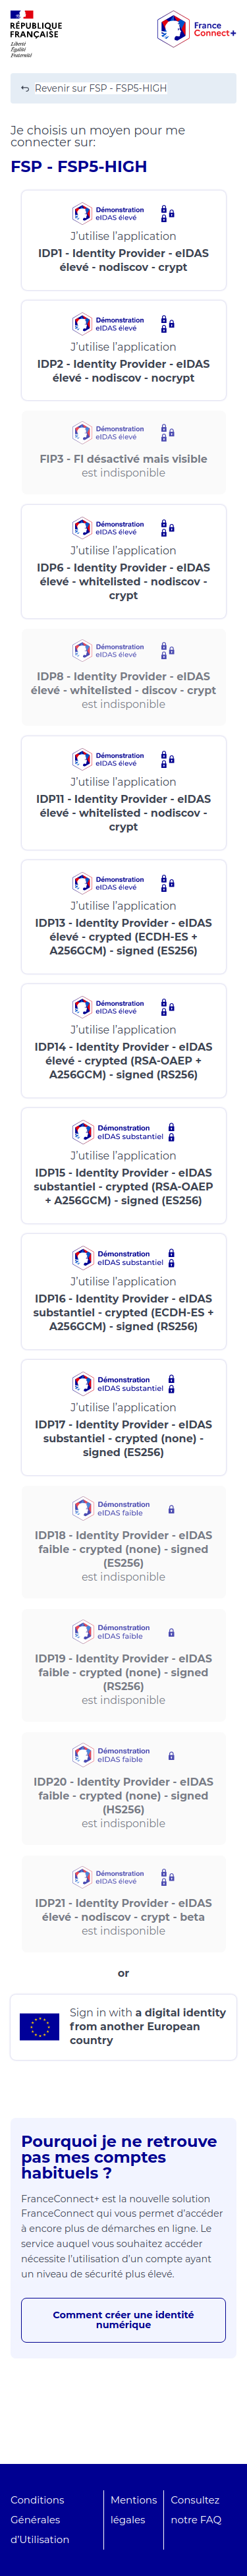 RÉPUBLIQUE
FRANÇAISE
Liberté
Égalité
Fraternité
France
Connect+
Revenir sur FSP - FSP5-HIGH
Je choisis un moyen pour me
connecter sur:
FSP - FSP5-HIGH
Démonstration
eIDAS élevé
J’utilise l’application
IDP1 - Identity Provider - eIDAS
élevé - nodiscov - crypt
Démonstration
eIDAS élevé
J’utilise l’application
IDP2 - Identity Provider - eIDAS
élevé - nodiscov - nocrypt
Démonstration
eIDAS élevé
FIP3 - FI désactivé mais visible
est indisponible
Démonstration
eIDAS élevé
J’utilise l’application
IDP6 - Identity Provider - eIDAS
élevé - whitelisted - nodiscov -
crypt
Démonstration
eIDAS élevé
IDP8 - Identity Provider - eIDAS
élevé - whitelisted - discov - crypt
est indisponible
Démonstration
eIDAS élevé
J’utilise l’application
IDP11 - Identity Provider - eIDAS
élevé - whitelisted - nodiscov -
crypt
Démonstration
eIDAS élevé
J’utilise l’application
IDP13 - Identity Provider - eIDAS
élevé - crypted (ECDH-ES +
A256GCM) - signed (ES256)
Démonstration
eIDAS élevé
J’utilise l’application
IDP14 - Identity Provider - eIDAS
élevé - crypted (RSA-OAEP +
A256GCM) - signed (RS256)
Démonstration
eIDAS substantiel
J’utilise l’application
IDP15 - Identity Provider - eIDAS
substantiel - crypted (RSA-OAEP
+ A256GCM) - signed (ES256)
Démonstration
eIDAS substantiel
J’utilise l’application
IDP16 - Identity Provider - eIDAS
substantiel - crypted (ECDH-ES +
A256GCM) - signed (RS256)
Démonstration
eIDAS substantiel
J’utilise l’application
IDP17 - Identity Provider - eIDAS
substantiel - crypted (none) -
signed (ES256)
Démonstration
eIDAS faible
IDP18 - Identity Provider - eIDAS
faible - crypted (none) - signed
(ES256)
est indisponible
Démonstration
eIDAS faible
IDP19 - Identity Provider - eIDAS
faible - crypted (none) - signed
(RS256)
est indisponible
Démonstration
eIDAS faible
IDP20 - Identity Provider - eIDAS
faible - crypted (none) - signed
(HS256)
est indisponible
Démonstration
eIDAS élevé
IDP21 - Identity Provider - eIDAS
élevé - nodiscov - crypt - beta
est indisponible
or
Sign in with a digital identity
from another European
country
Pourquoi je ne retrouve
pas mes comptes
habituels ?
FranceConnect+ est la nouvelle solution
FranceConnect qui vous permet d’accéder
à encore plus de démarches en ligne. Le
service auquel vous souhaitez accéder
nécessite l’utilisation d’un compte ayant
un niveau de sécurité plus élevé.
Comment créer une identité
numérique
Conditions
Générales
d’Utilisation
Mentions
légales
Consultez
notre FAQ